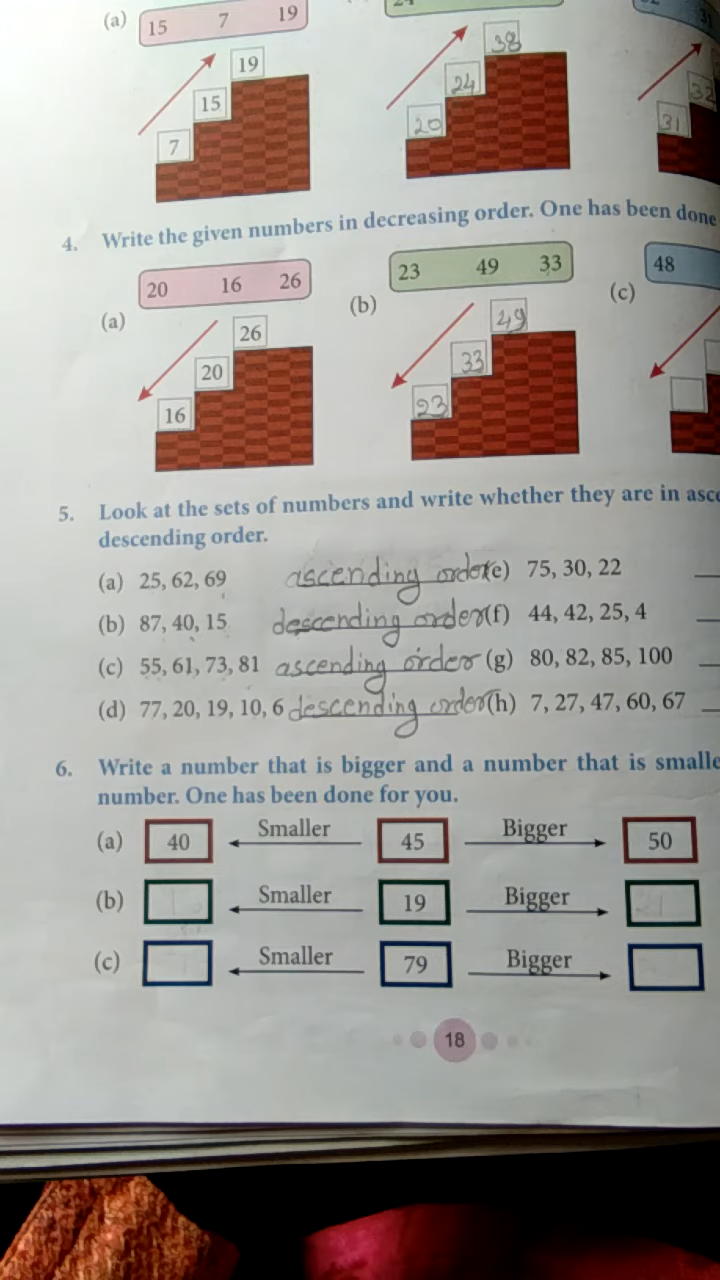 (a) 15 7 19
19 38
15 24 32
7 20 31
4. Write the given numbers in decreasing order. One has been done
(a) 20 16 26 (b) 23 49 33 (c) 48
26 49
20 33
16 23
5. Look at the sets of numbers and write whether they are in asc
descending order.
(a) 25, 62, 69 ascending order (e) 75, 30, 22
(b) 87, 40, 15 descending order (f) 44, 42, 25, 4
(c) 55, 61, 73, 81 ascending order (g) 80, 82, 85, 100
(d) 77, 20, 19, 10, 6 descending order (h) 7, 27, 47, 60, 67
6. Write a number that is bigger and a number that is smalle
number. One has been done for you.
(a) 40 Smaller 45 Bigger 50
(b) Smaller 19 Bigger
(c) Smaller 79 Bigger
18